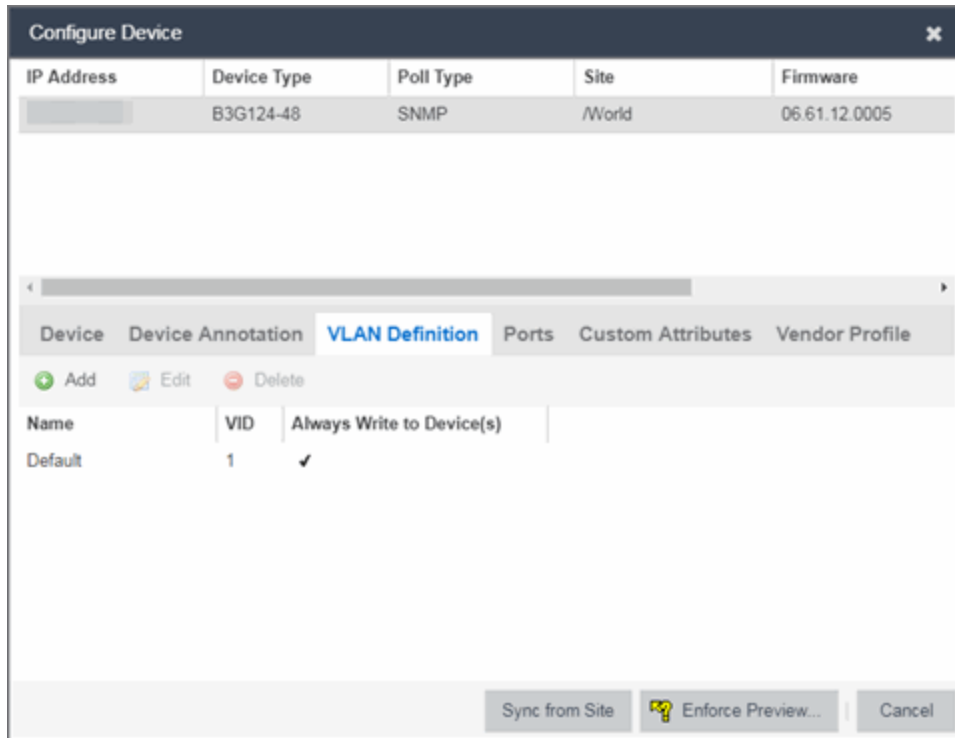 Configure Device
IP Address Device Type Poll Type Site Firmware
B3G124-48 SNMP /World 06.61.12.0005
Device Device Annotation VLAN Definition Ports Custom Attributes Vendor Profile
Add Edit Delete
Name VID Always Write to Device(s)
Default 1 ✔
Sync from Site Enforce Preview... Cancel